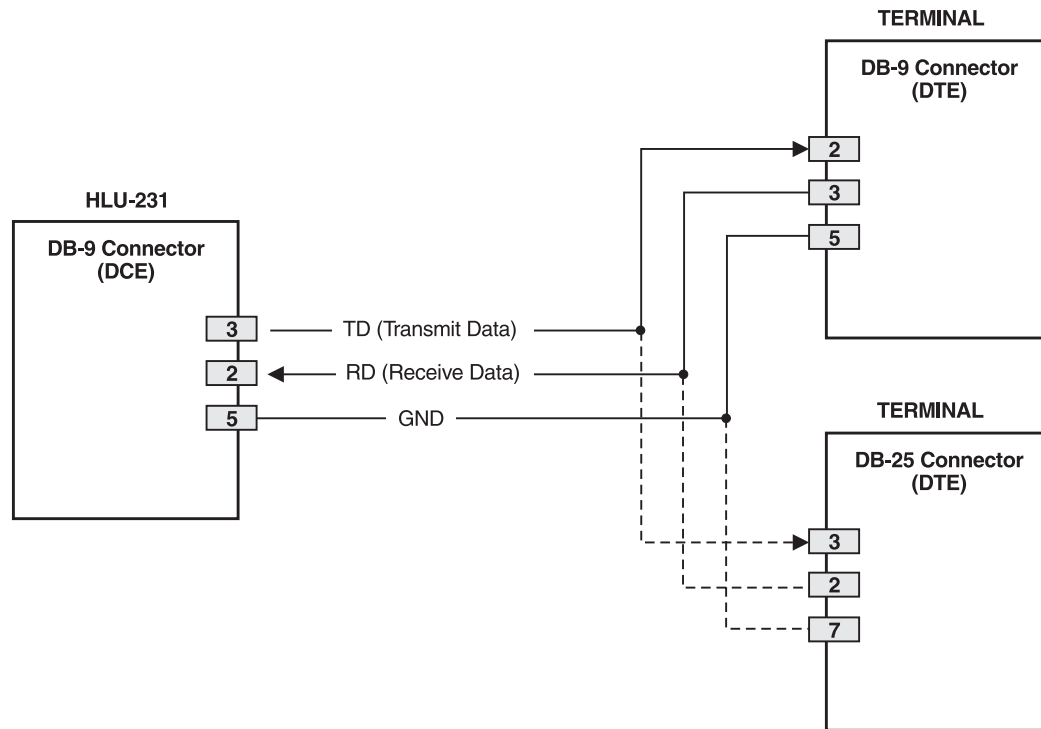 TERMINAL
DB-9 Connector
(DTE)
2
3
5
HLU-231
DB-9 Connector
(DCE)
3
TD (Transmit Data)
2
RD (Receive Data)
5
GND
TERMINAL
DB-25 Connector
(DTE)
3
2
7